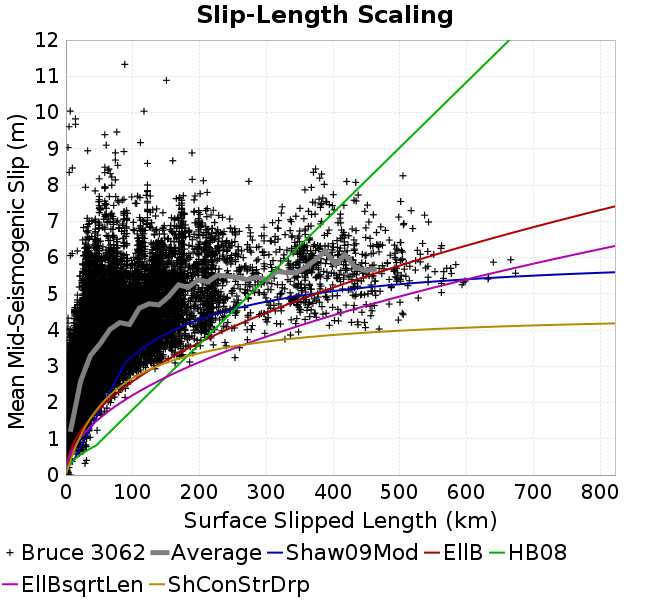 Slip-Length Scaling
Mean Mid-Seismogenic Slip (m)
12
11
10
9
8
7
6
5
4
3
2
1
0
0 100 200 300 400 500 600 700 800
Surface Slipped Length (km)
Bruce 3062 Average Shaw09Mod EllB HB08
EllBsqrtLen ShConStrDrp